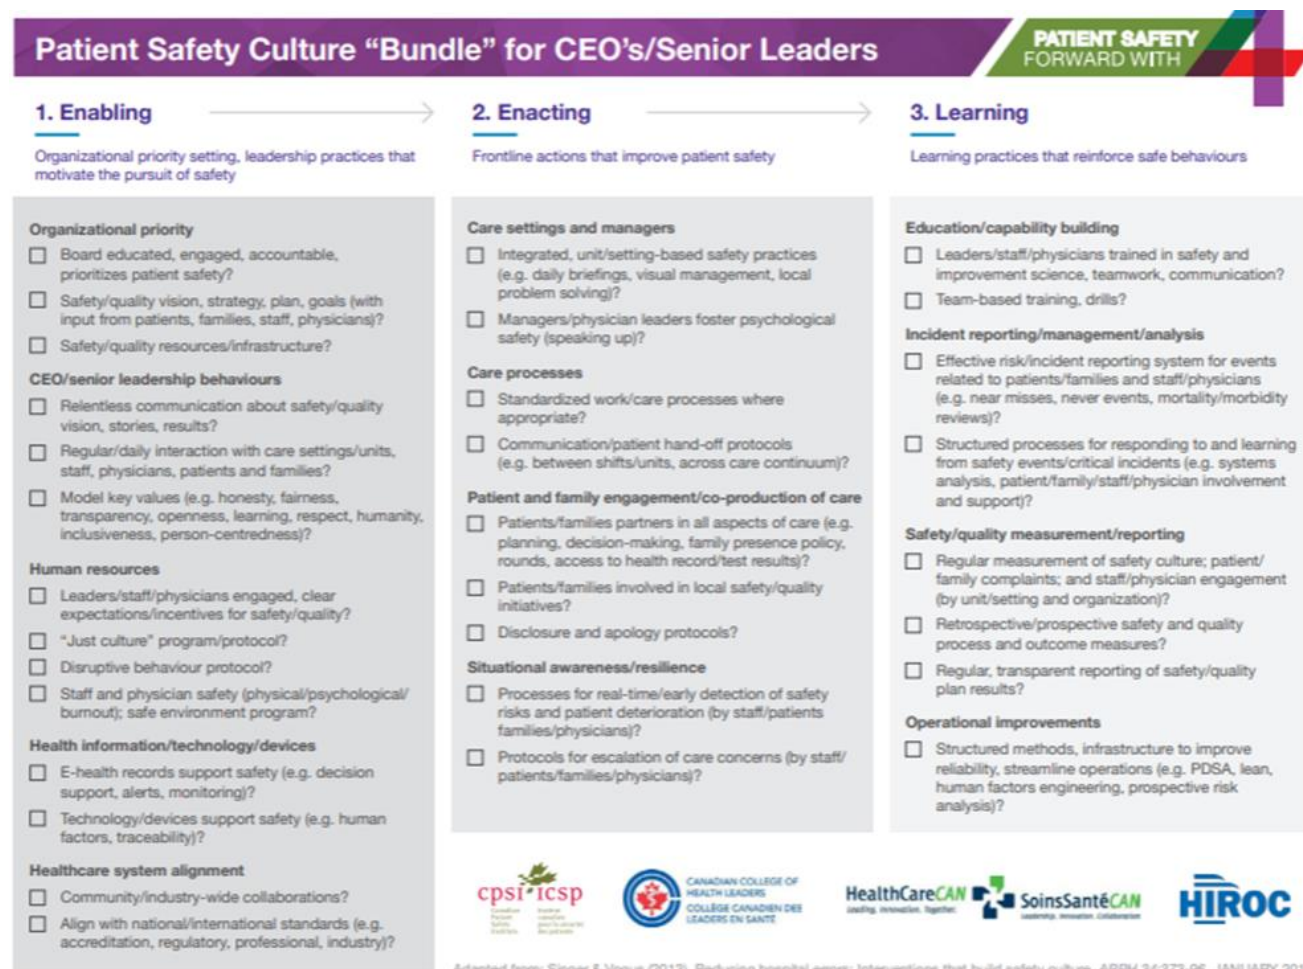 Patient Safety Culture “Bundle” for CEO’s/Senior Leaders
PATIENT SAFETY
FORWARD WITH
1. Enabling
Organizational priority setting, leadership practices that
motivate the pursuit of safety
Organizational priority
Board educated, engaged, accountable,
prioritizes patient safety?
Safety/quality vision, strategy, plan, goals (with
input from patients, families, staff, physicians)?
Safety/quality resources/infrastructure?
CEO/senior leadership behaviours
Relentless communication about safety/quality
vision, stories, results?
Regular/daily interaction with care settings/units,
staff, physicians, patients and families?
Model key values (e.g. honesty, fairness,
transparency, openness, learning, respect, humanity,
inclusiveness, person-centredness)?
Human resources
Leaders/staff/physicians engaged, clear
expectations/incentives for safety/quality?
“Just culture” program/protocol?
Disruptive behaviour protocol?
Staff and physician safety (physical/psychological/
burnout); safe environment program?
Health information/technology/devices
E-health records support safety (e.g. decision
support, alerts, monitoring)?
Technology/devices support safety (e.g. human
factors, traceability)?
Healthcare system alignment
Community/industry-wide collaborations?
Align with national/international standards (e.g.
accreditation, regulatory, professional, industry)?
2. Enacting
Frontline actions that improve patient safety
Care settings and managers
Integrated, unit/setting-based safety practices
(e.g. daily briefings, visual management, local
problem solving)?
Managers/physician leaders foster psychological
safety (speaking up)?
Care processes
Standardized work/care processes where
appropriate?
Communication/patient hand-off protocols
(e.g. between shifts/units, across care continuum)?
Patient and family engagement/co-production of care
Patients/families partners in all aspects of care (e.g.
planning, decision-making, family presence policy,
rounds, access to health record/test results)?
Patients/families involved in local safety/quality
initiatives?
Disclosure and apology protocols?
Situational awareness/resilience
Processes for real-time/early detection of safety
risks and patient deterioration (by staff/patients
families/physicians)?
Protocols for escalation of care concerns (by staff/
patients/families/physicians)?
3. Learning
Learning practices that reinforce safe behaviours
Education/capability building
Leaders/staff/physicians trained in safety and
improvement science, teamwork, communication?
Team-based training, drills?
Incident reporting/management/analysis
Effective risk/incident reporting system for events
related to patients/families and staff/physicians
(e.g. near misses, never events, mortality/morbidity
reviews)?
Structured processes for responding to and learning
from safety events/critical incidents (e.g. systems
analysis, patient/family/staff/physician involvement
and support)?
Safety/quality measurement/reporting
Regular measurement of safety culture; patient/
family complaints; and staff/physician engagement
(by unit/setting and organization)?
Retrospective/prospective safety and quality
process and outcome measures?
Regular, transparent reporting of safety/quality
plan results?
Operational improvements
Structured methods, infrastructure to improve
reliability, streamline operations (e.g. PDSA, lean,
human factors engineering, prospective risk
analysis)?
cpsi icsp
CANADIAN COLLEGE OF
HEALTH LEADERS
COLLÈGE CANADIEN DES
LEADERS EN SANTÉ
HealthCareCAN
Leading. Innovation. Together.
SoinsSantéCAN
Leadership. Innovation. Collaboration.
HIROC